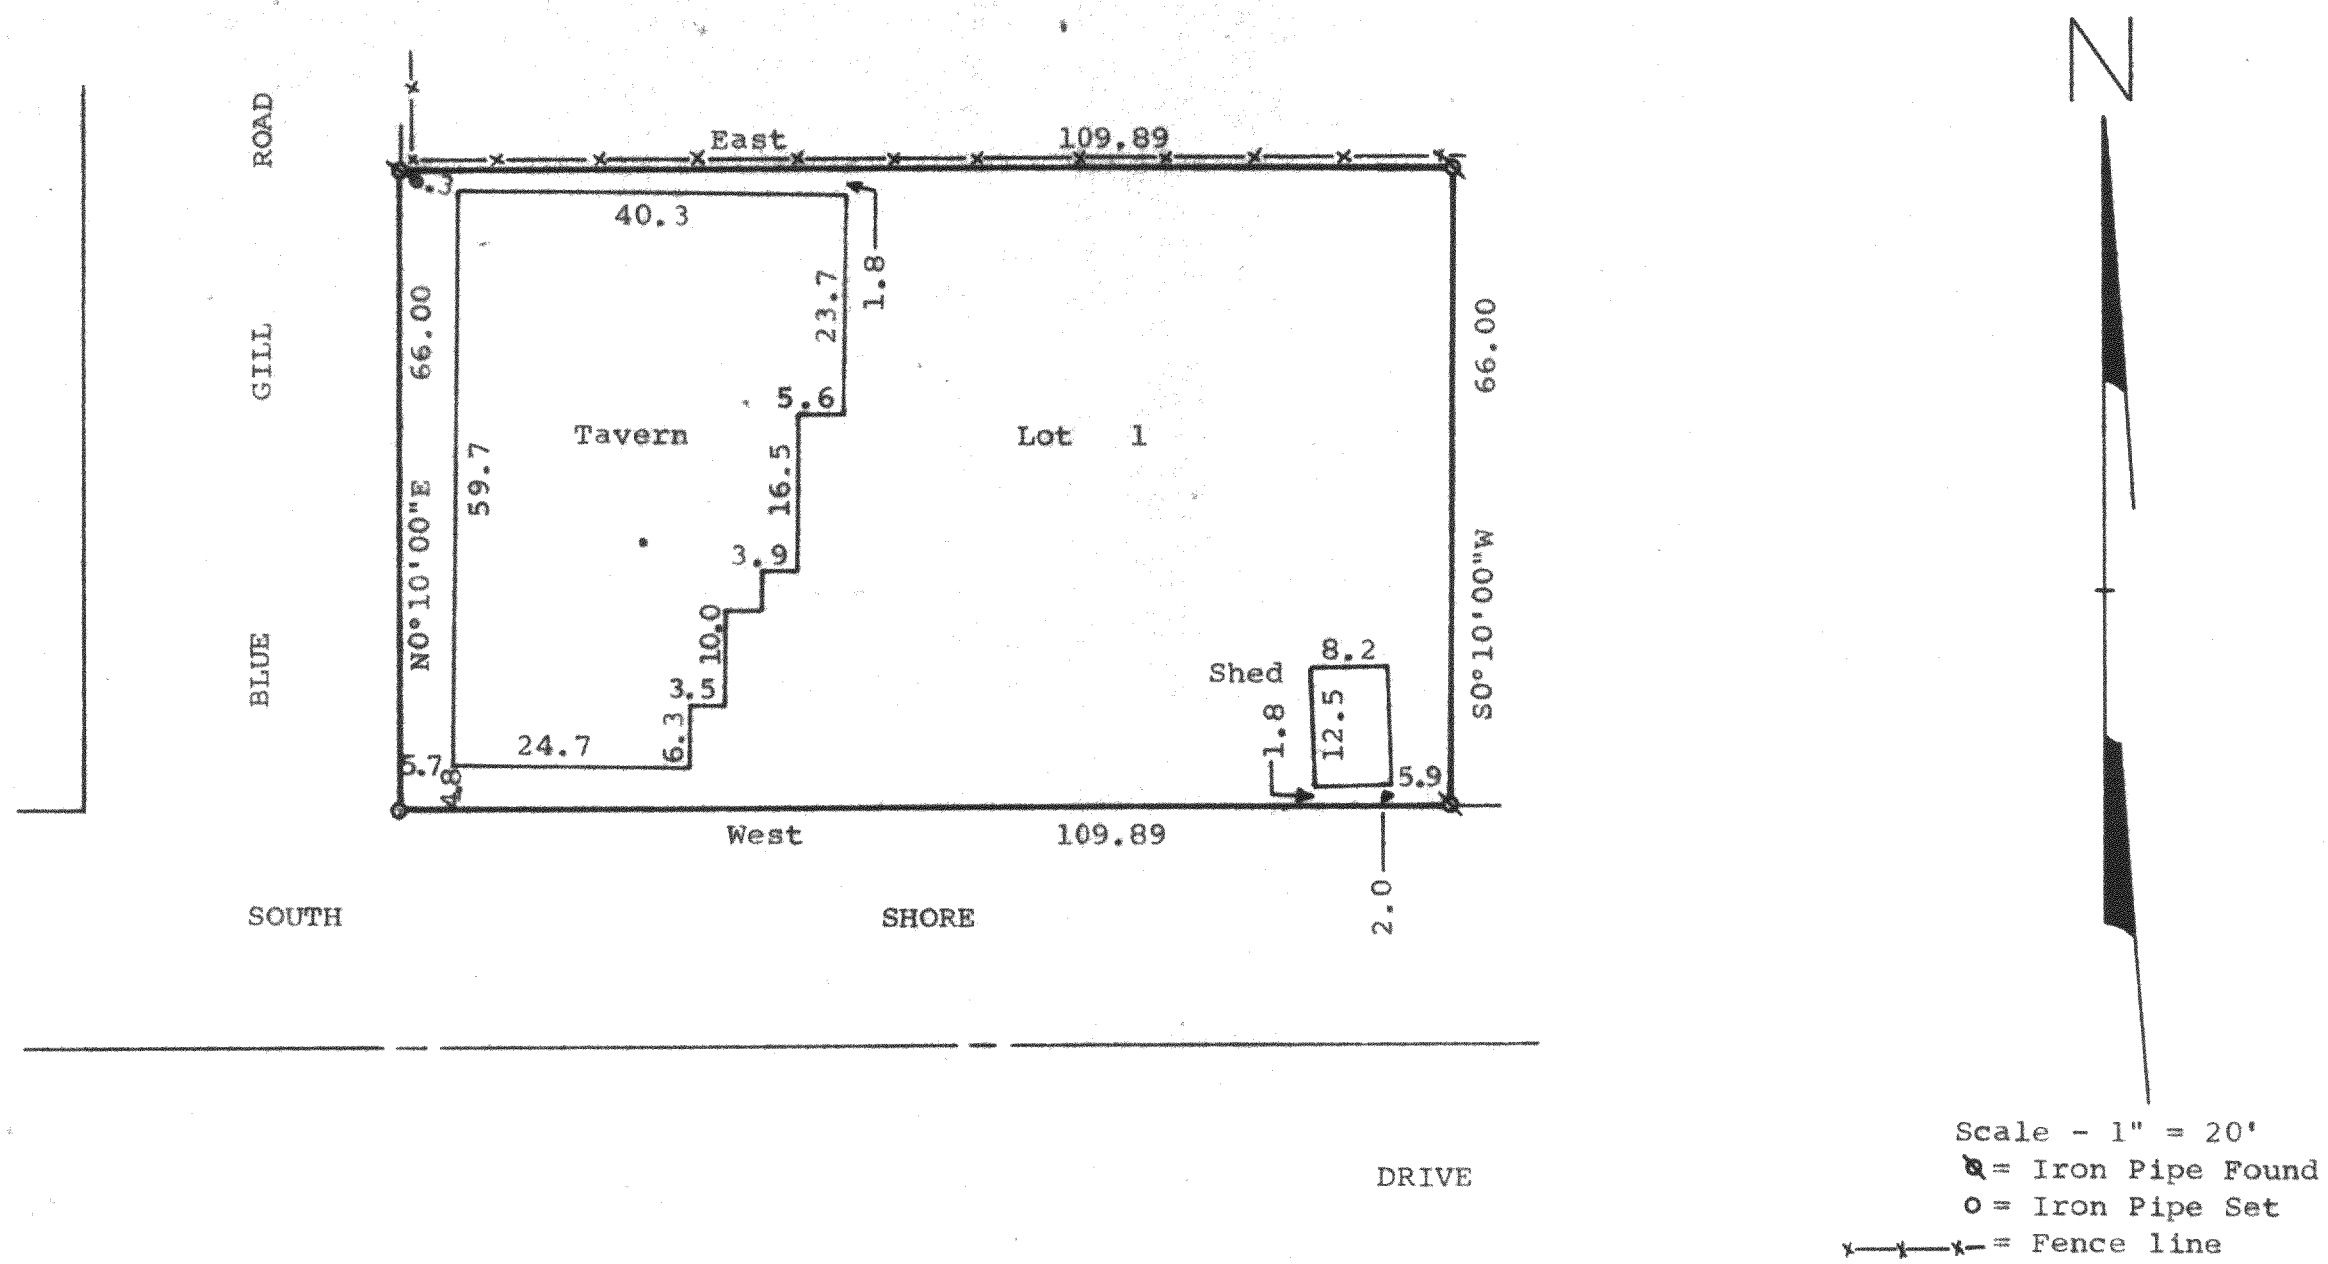 N
ROAD
GILL
BLUE
East 109.89
.3
40.3
1.8
23.7
66.00
N0°10'00"E
59.7
5.6
Tavern
16.5
3.9
10.0
3.5
6.3
24.7
5.7
4.8
Lot 1
66.00
S0°10'00"W
Shed
8.2
12.5
1.8
5.9
2.0
West 109.89
SOUTH SHORE
DRIVE
Scale - 1" = 20'
= Iron Pipe Found
= Iron Pipe Set
= Fence line